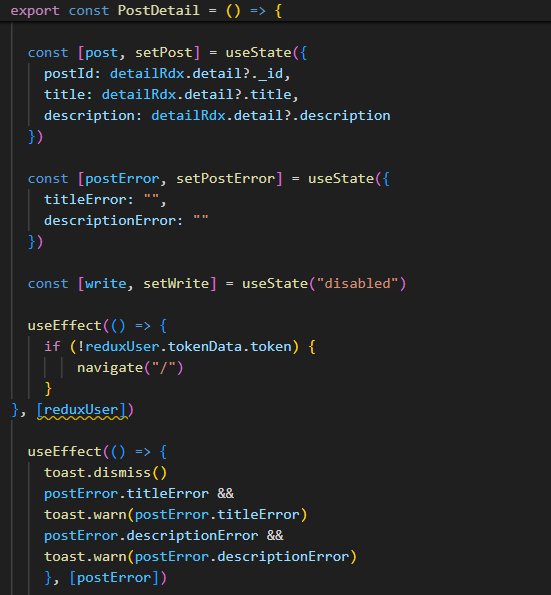 export const PostDetail = () => {
const [post, setPost] = useState({
postId: detailRdx.detail?._id,
title: detailRdx.detail?.title,
description: detailRdx.detail?.description
})
const [postError, setPostError] = useState({
titleError: "",
descriptionError: ""
})
const [write, setWrite] = useState("disabled")
useEffect(() => {
if (!reduxUser.tokenData.token) {
navigate("/")
}
}, [reduxUser])
useEffect(() => {
toast.dismiss()
postError.titleError &&
toast.warn(postError.titleError)
postError.descriptionError &&
toast.warn(postError.descriptionError)
}, [postError])